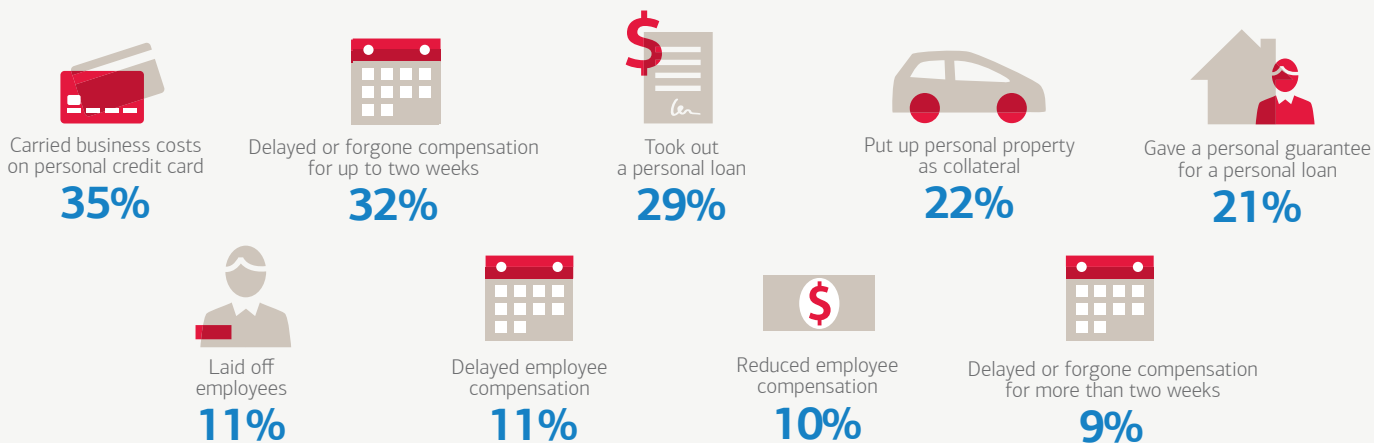 Carried business costs
on personal credit card
35%
Delayed or forgone compensation
for up to two weeks
32%
$
Took out
a personal loan
29%
Put up personal property
as collateral
22%
Gave a personal guarantee
for a personal loan
21%
Laid off
employees
11%
Delayed employee
compensation
11%
$
Reduced employee
compensation
10%
Delayed or forgone compensation
for more than two weeks
9%